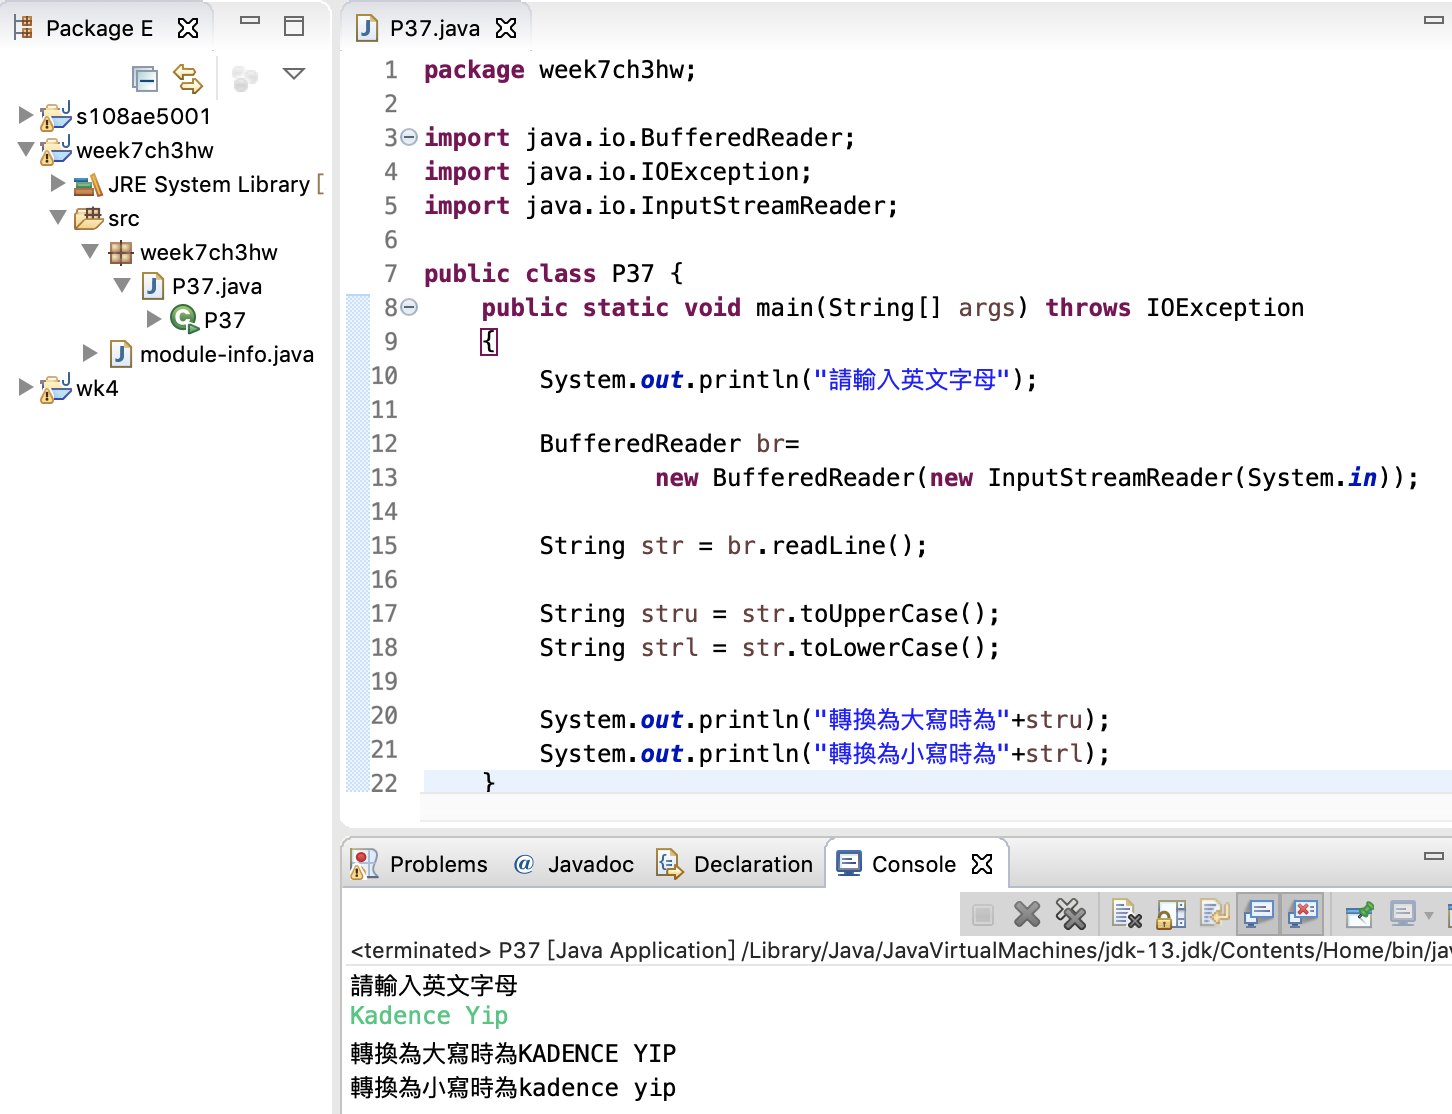 Package E
s108ae5001
week7ch3hw
JRE System Library [
src
week7ch3hw
P37.java
P37
module-info.java
wk4
P37.java
1 package week7ch3hw;
2
3 import java.io.BufferedReader;
4 import java.io.IOException;
5 import java.io.InputStreamReader;
6
7 public class P37 {
8     public static void main(String[] args) throws IOException
9     {
10         System.out.println("請輸入英文字母");
11
12         BufferedReader br=
13                 new BufferedReader(new InputStreamReader(System.in));
14
15         String str = br.readLine();
16
17         String stru = str.toUpperCase();
18         String strl = str.toLowerCase();
19
20         System.out.println("轉換為大寫時為"+stru);
21         System.out.println("轉換為小寫時為"+strl);
22     }
Problems @ Javadoc Declaration Console
<terminated> P37 [Java Application] /Library/Java/JavaVirtualMachines/jdk-13.jdk/Contents/Home/bin/jav
請輸入英文字母
Kadence Yip
轉換為大寫時為KADENCE YIP
轉換為小寫時為kadence yip